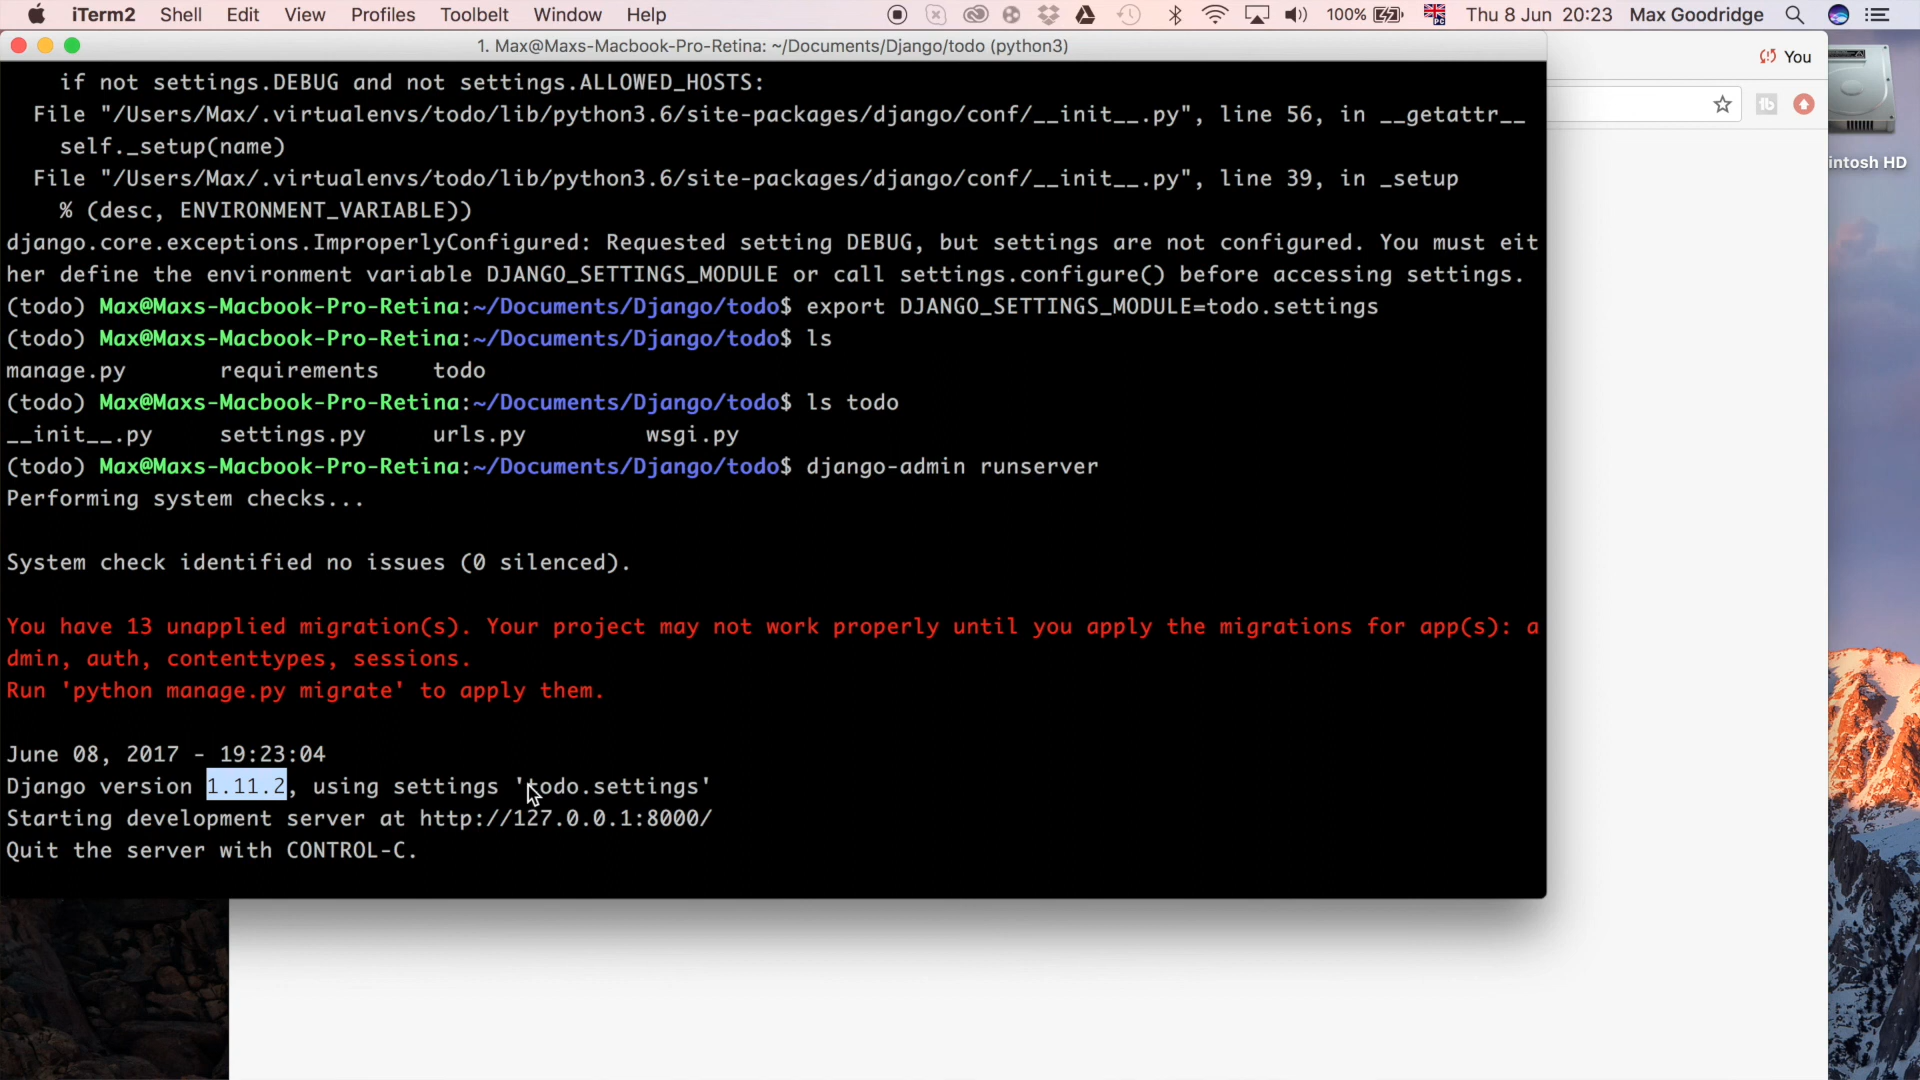 iTerm2 Shell Edit View Profiles Toolbelt Window Help 100% Thu 8 Jun 20:23 Max Goodridge
1. Max@Maxs-Macbook-Pro-Retina: ~/Documents/Django/todo (python3)
You
intosh HD
if not settings.DEBUG and not settings.ALLOWED_HOSTS:
File "/Users/Max/.virtualenvs/todo/lib/python3.6/site-packages/django/conf/__init__.py", line 56, in __getattr__
self._setup(name)
File "/Users/Max/.virtualenvs/todo/lib/python3.6/site-packages/django/conf/__init__.py", line 39, in _setup
% (desc, ENVIRONMENT_VARIABLE))
django.core.exceptions.ImproperlyConfigured: Requested setting DEBUG, but settings are not configured. You must eit
her define the environment variable DJANGO_SETTINGS_MODULE or call settings.configure() before accessing settings.
(todo) Max@Maxs-Macbook-Pro-Retina:~/Documents/Django/todo$ export DJANGO_SETTINGS_MODULE=todo.settings
(todo) Max@Maxs-Macbook-Pro-Retina:~/Documents/Django/todo$ ls
manage.py requirements todo
(todo) Max@Maxs-Macbook-Pro-Retina:~/Documents/Django/todo$ ls todo
__init__.py settings.py urls.py wsgi.py
(todo) Max@Maxs-Macbook-Pro-Retina:~/Documents/Django/todo$ django-admin runserver
Performing system checks...
System check identified no issues (0 silenced).
You have 13 unapplied migration(s). Your project may not work properly until you apply the migrations for app(s): a
dmin, auth, contenttypes, sessions.
Run 'python manage.py migrate' to apply them.
June 08, 2017 - 19:23:04
Django version 1.11.2, using settings 'todo.settings'
Starting development server at http://127.0.0.1:8000/
Quit the server with CONTROL-C.